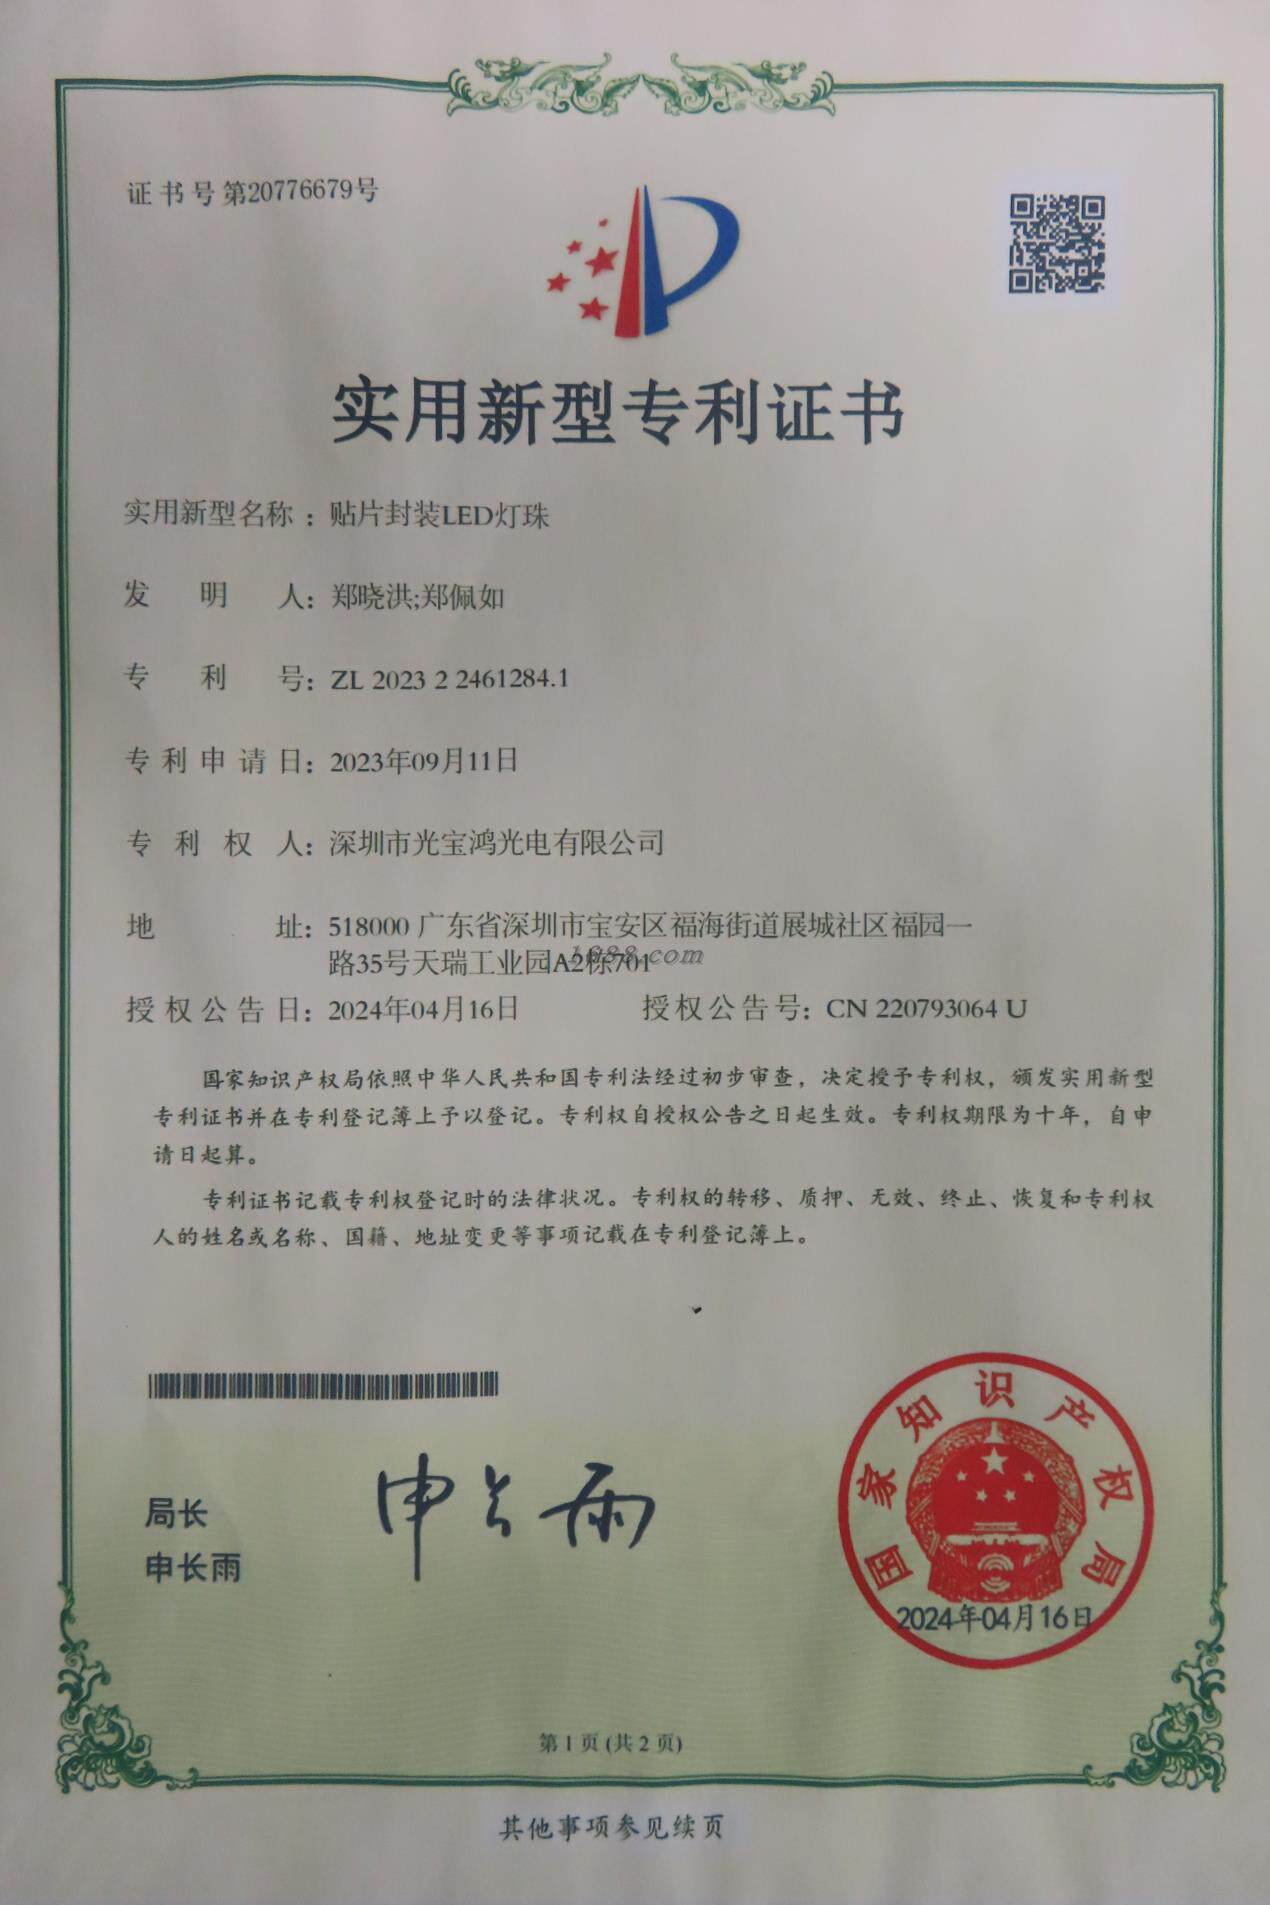 证书号第20776679号
实用新型专利证书
实用新型名称：贴片封装LED灯珠
发明人：郑晓洪;郑佩如
专利号：ZL 2023 2 2461284.1
专利申请日：2023年09月11日
专利权人：深圳市光宝鸿光电有限公司
地址：518000 广东省深圳市宝安区福海街道展城社区福园一
路35号天瑞工业园A2栋701
1688.com
授权公告日：2024年04月16日 授权公告号：CN 220793064 U
国家知识产权局依照中华人民共和国专利法经过初步审查，决定授予专利权，颁发实用新型
专利证书并在专利登记簿上予以登记。专利权自授权公告之日起生效。专利权期限为十年，自申
请日起算。
专利证书记载专利权登记时的法律状况。专利权的转移、质押、无效、终止、恢复和专利权
人的姓名或名称、国籍、地址变更等事项记载在专利登记簿上。
局长
申长雨
申长雨
国家知识产权局
2024年04月16日
第1页(共2页)
其他事项参见续页